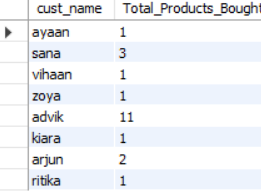 cust_name Total_Products_Bought
ayaan 1
sana 3
vihaan 1
zoya 1
advik 11
kiara 1
arjun 2
ritika 1